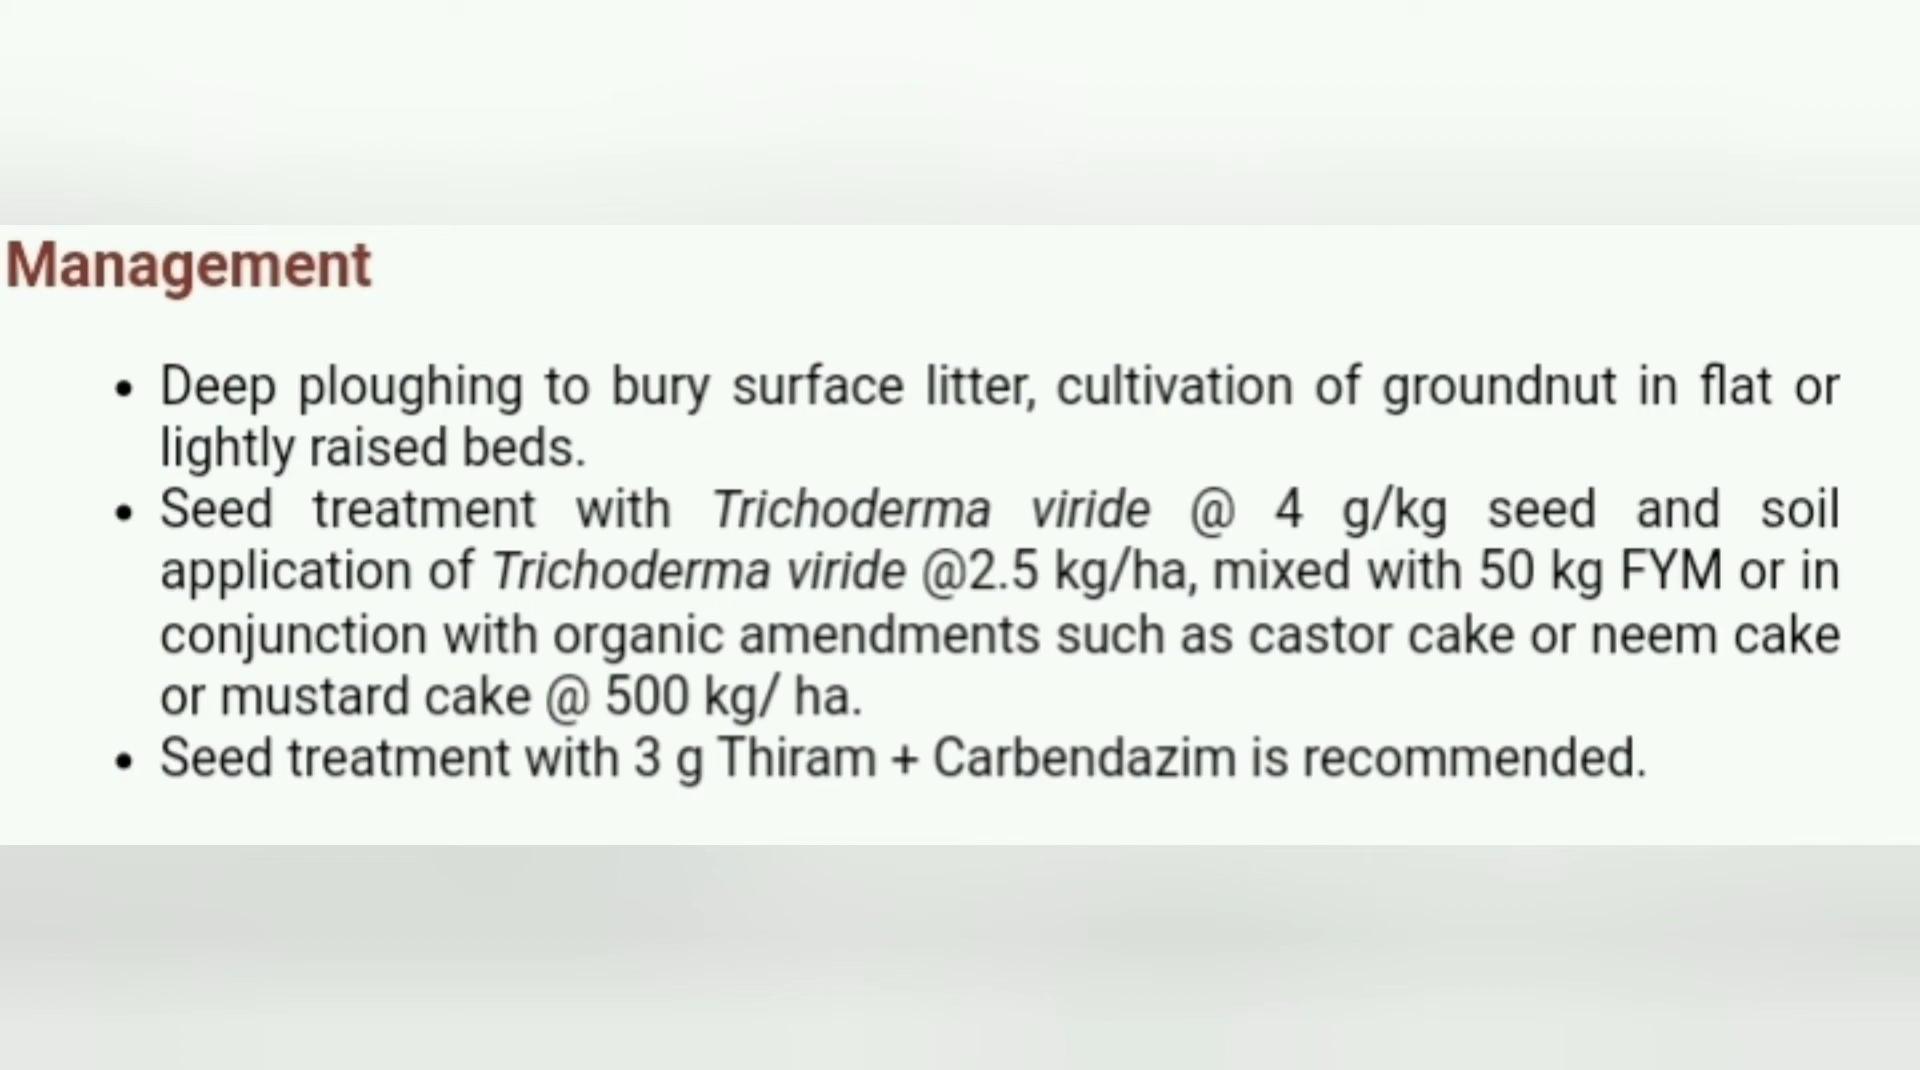 Management
• Deep ploughing to bury surface litter, cultivation of groundnut in flat or
lightly raised beds.
• Seed treatment with Trichoderma viride @ 4 g/kg seed and soil
application of Trichoderma viride @2.5 kg/ha, mixed with 50 kg FYM or in
conjunction with organic amendments such as castor cake or neem cake
or mustard cake @ 500 kg/ ha.
• Seed treatment with 3 g Thiram + Carbendazim is recommended.